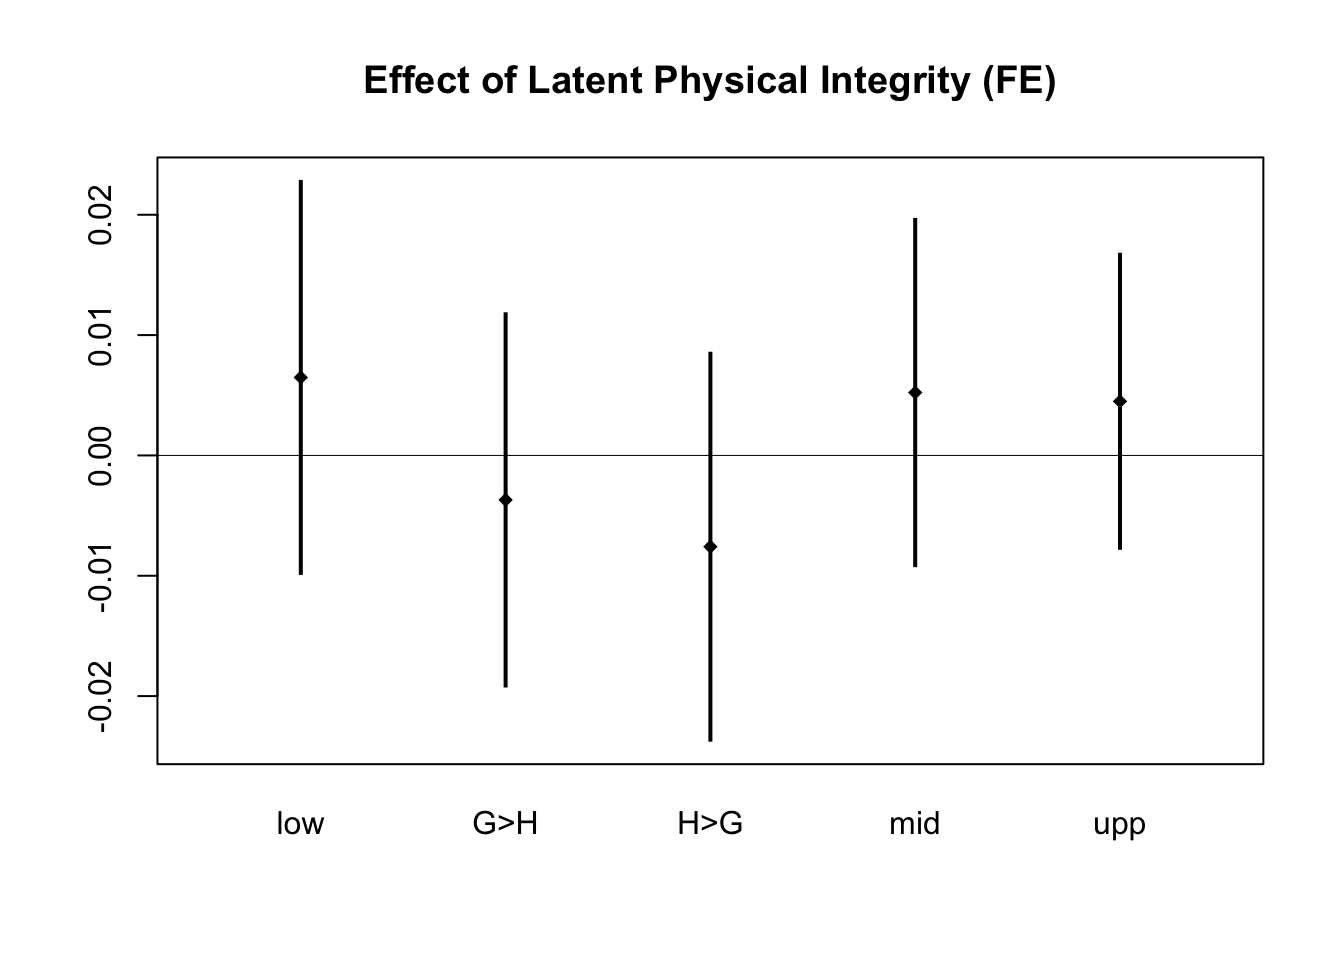 Effect of Latent Physical Integrity (FE)
0.02
0.01
0.00
-0.01
-0.02
low G>H H>G mid upp